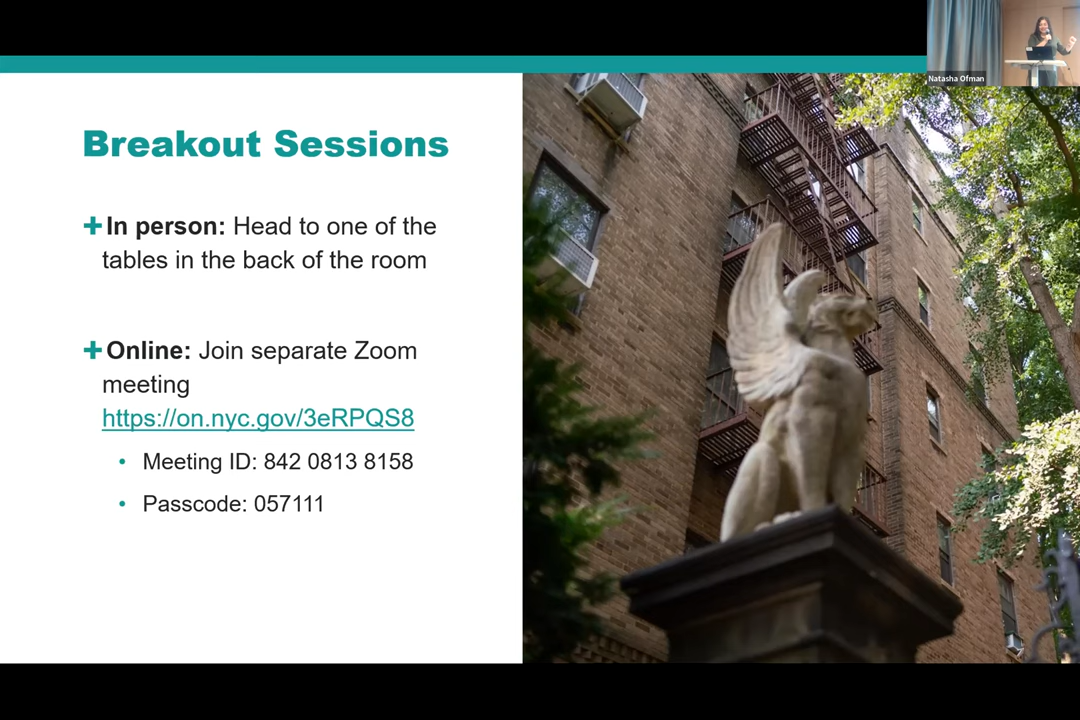 Natasha Ofman
Breakout Sessions
✚In person: Head to one of the
tables in the back of the room
✚Online: Join separate Zoom
meeting
https://on.nyc.gov/3eRPQS8
• Meeting ID: 842 0813 8158
• Passcode: 057111